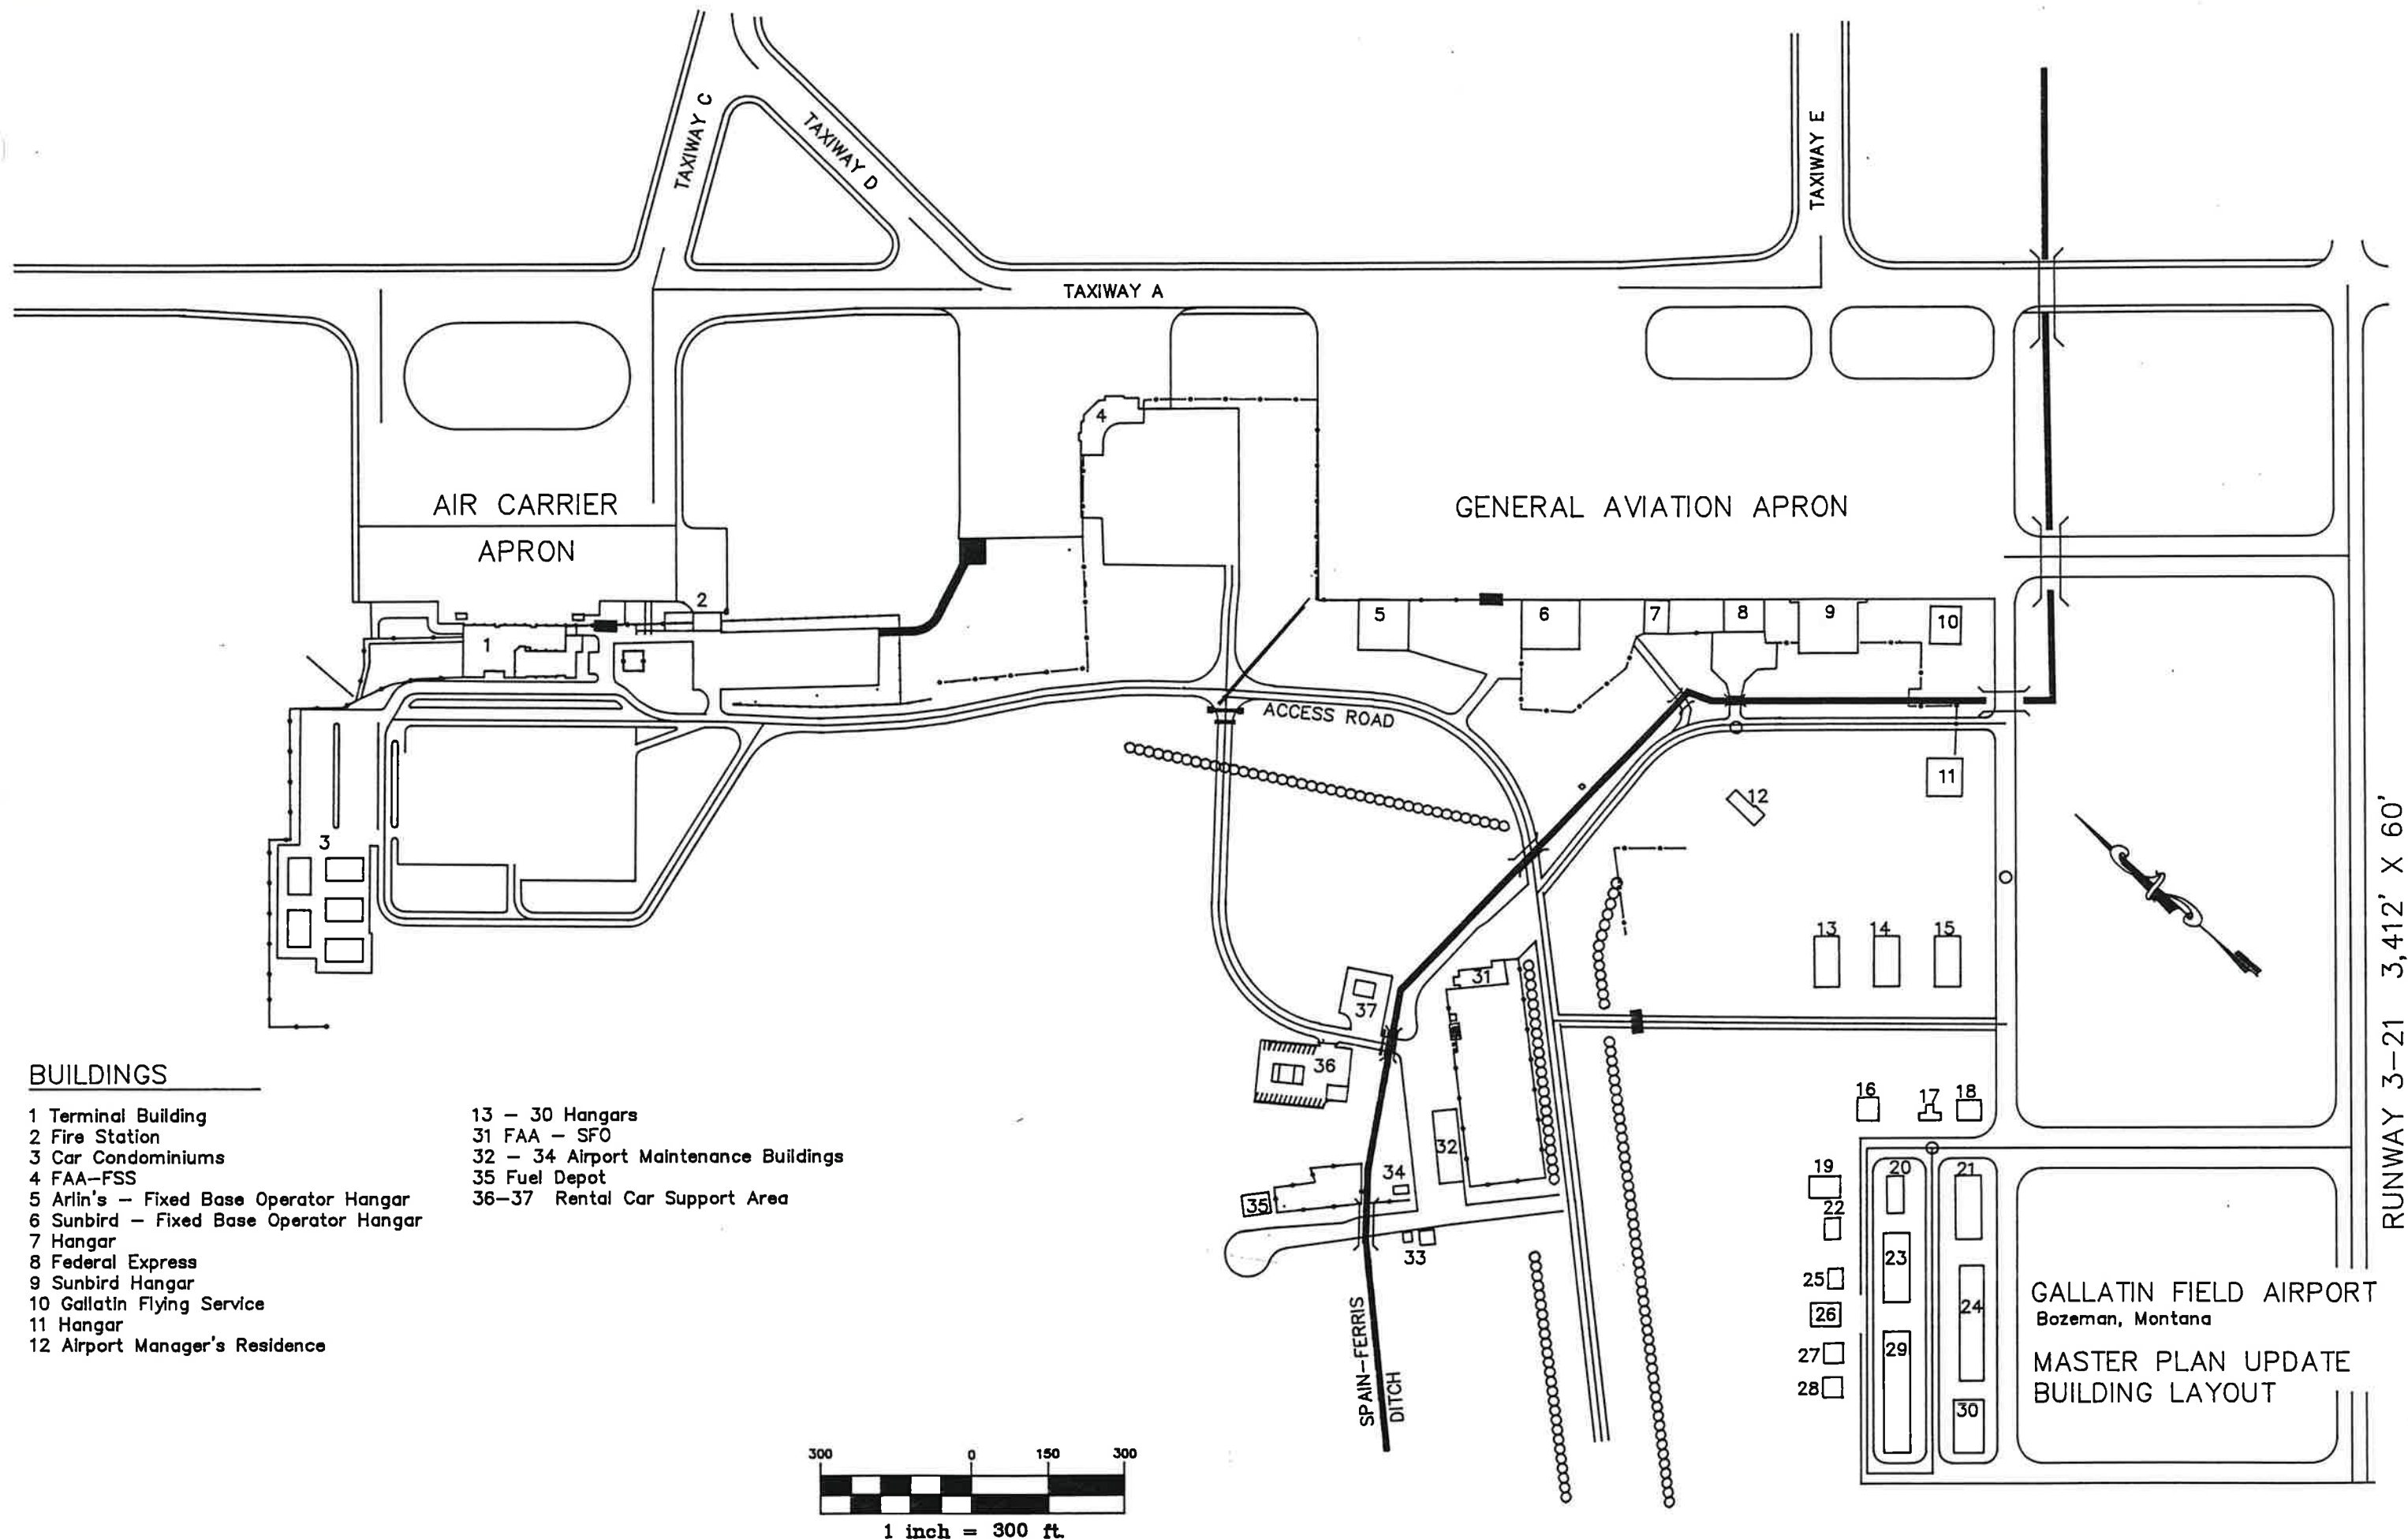 TAXIWAY C
TAXIWAY D
TAXIWAY E
TAXIWAY A
AIR CARRIER
APRON
GENERAL AVIATION APRON
4
2
1
5
6
7
8
9
10
ACCESS ROAD
11
12
3
13
14
15
31
37
36
16
17
18
32
34
35
33
19
20
21
22
23
25
24
26
27
29
28
30
SPAIN-FERRIS
DITCH
RUNWAY 3-21 3,412' X 60'
BUILDINGS
1 Terminal Building
2 Fire Station
3 Car Condominiums
4 FAA-FSS
5 Arlin's - Fixed Base Operator Hangar
6 Sunbird - Fixed Base Operator Hangar
7 Hangar
8 Federal Express
9 Sunbird Hangar
10 Gallatin Flying Service
11 Hangar
12 Airport Manager's Residence
13 - 30 Hangars
31 FAA - SFO
32 - 34 Airport Maintenance Buildings
35 Fuel Depot
36-37 Rental Car Support Area
GALLATIN FIELD AIRPORT
Bozeman, Montana
MASTER PLAN UPDATE
BUILDING LAYOUT
300 0 150 300
1 inch = 300 ft.